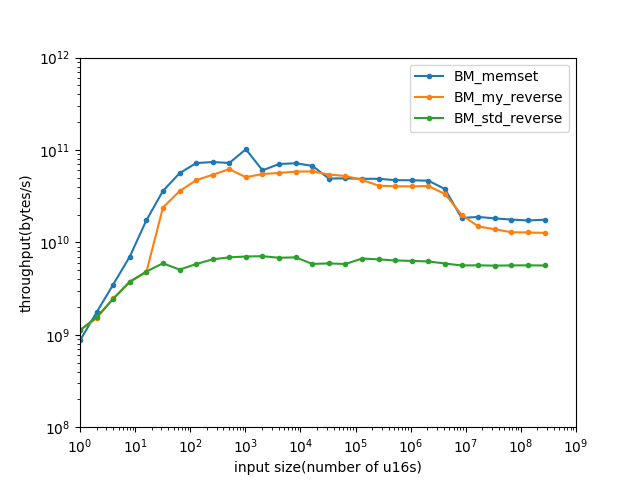 10^12
10^11
10^10
10^9
10^8
throughput(bytes/s)
BM_memset
BM_my_reverse
BM_std_reverse
10^0 10^1 10^2 10^3 10^4 10^5 10^6 10^7 10^8 10^9
input size(number of u16s)